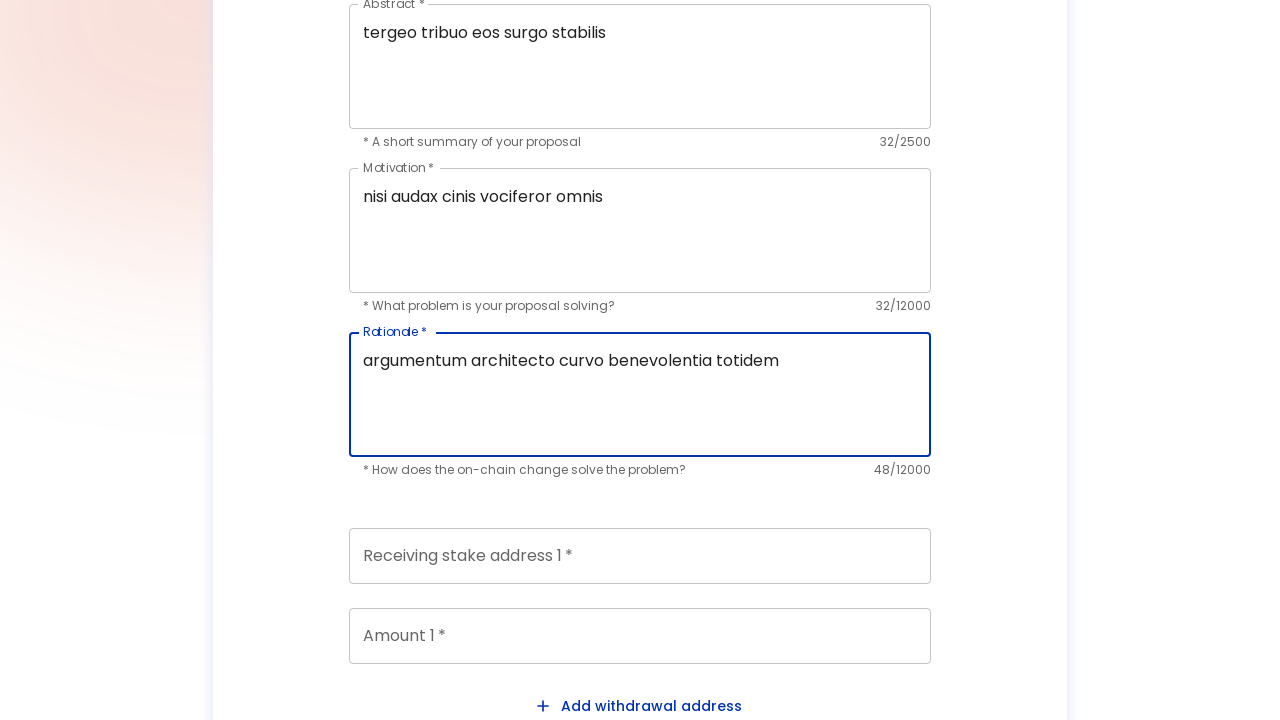 Abstract *
tergeo tribuo eos surgo stabilis
* A short summary of your proposal 32/2500
Motivation *
nisi audax cinis vociferor omnis
* What problem is your proposal solving? 32/12000
Rationale *
argumentum architecto curvo benevolentia totidem
* How does the on-chain change solve the problem? 48/12000
Receiving stake address 1 *
Amount 1 *
+ Add withdrawal address